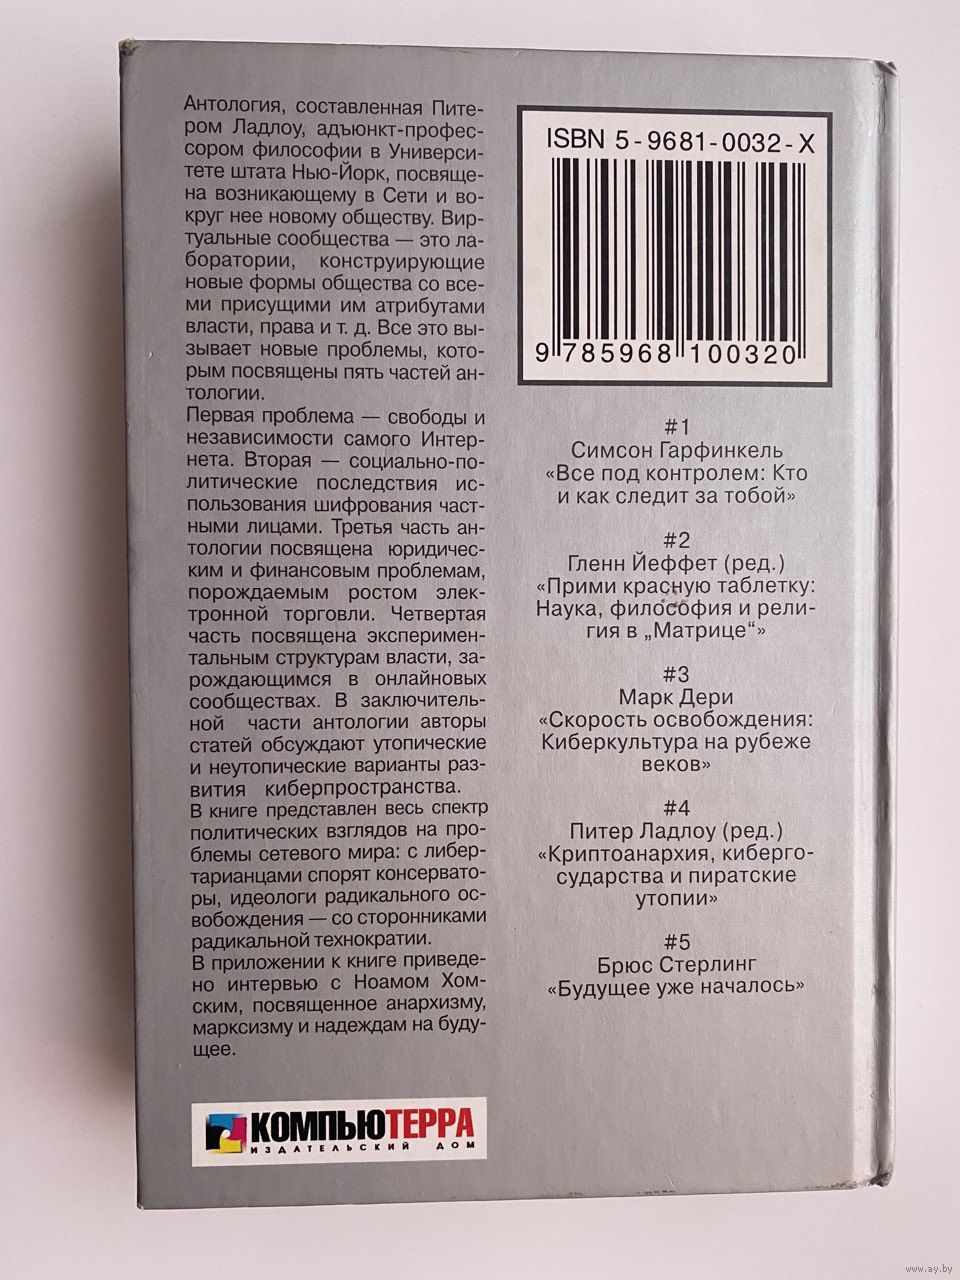 Антология, составленная Пите-
ром Ладлоу, адъюнкт-профес-
сором философии в Универси-
тете штата Нью-Йорк, посвяще-
на возникающему в Сети и во-
круг нее новому обществу. Вир-
туальные сообщества — это ла-
боратории, конструирующие
новые формы общества со все-
ми присущими им атрибутами
власти, права и т. д. Все это вы-
зывает новые проблемы, кото-
рым посвящены пять частей ан-
тологии.
Первая проблема — свободы и
независимости самого Интер-
нета. Вторая — социально-по-
литические последствия ис-
пользования шифрования част-
ными лицами. Третья часть ан-
тологии посвящена юридичес-
ким и финансовым проблемам,
порождаемым ростом элек-
тронной торговли. Четвертая
часть посвящена эксперимен-
тальным структурам власти, за-
рождающимся в онлайновых
сообществах. В заключитель-
ной части антологии авторы
статей обсуждают утопические
и неутопические варианты раз-
вития киберпространства.
В книге представлен весь спектр
политических взглядов на про-
блемы сетевого мира: с либер-
тарианцами спорят консервато-
ры, идеологи радикального ос-
вобождения — со сторонниками
радикальной технократии.
В приложении к книге приведе-
но интервью с Ноамом Хом-
ским, посвященное анархизму,
марксизму и надеждам на буду-
щее.
КОМПЬЮТЕРРА
ИЗДАТЕЛЬСКИЙ ДОМ
ISBN 5-9681-0032-X
9 785968 100320
#1
Симсон Гарфинкель
«Все под контролем: Кто
и как следит за тобой»
#2
Гленн Йеффет (ред.)
«Прими красную таблетку:
Наука, философия и рели-
гия в „Матрице“»
#3
Марк Дери
«Скорость освобождения:
Киберкультура на рубеже
веков»
#4
Питер Ладлоу (ред.)
«Криптоанархия, киберго-
сударства и пиратские
утопии»
#5
Брюс Стерлинг
«Будущее уже началось»
www.ay.by